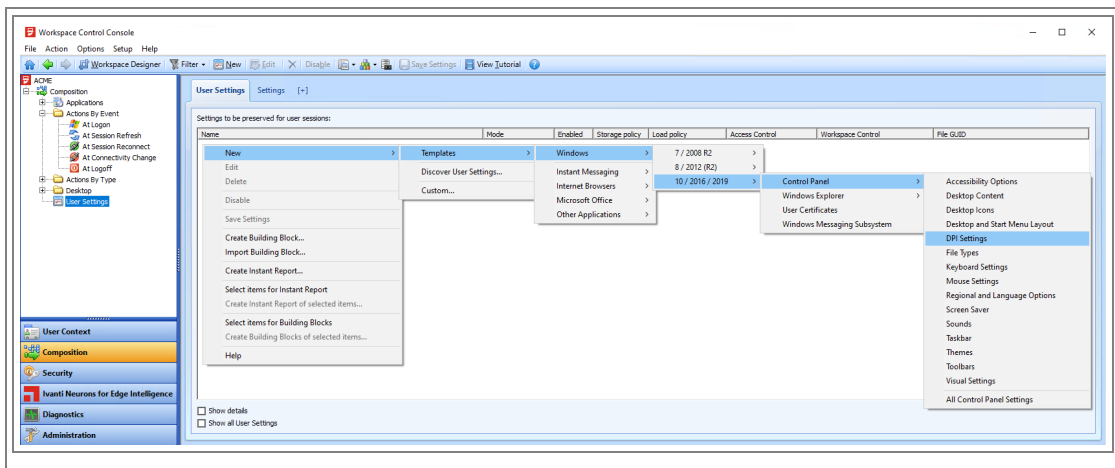 Workspace Control Console
File Action Options Setup Help
Workspace Designer Filter New Edit Disable Save Settings View Tutorial
ACME
Composition
Applications
Actions By Event
At Logon
At Session Refresh
At Session Reconnect
At Connectivity Change
At Logoff
Actions By Type
Desktop
User Settings
User Context
Composition
Security
Ivanti Neurons for Edge Intelligence
Diagnostics
Administration
User Settings Settings [+]
Settings to be preserved for user sessions:
Name Mode Enabled Storage policy Load policy Access Control Workspace Control File GUID
New >
Edit
Delete
Disable
Save Settings
Create Building Block...
Import Building Block...
Create Instant Report...
Select items for Instant Report
Create Instant Report of selected items...
Select items for Building Blocks
Create Building Blocks of selected items...
Help
Templates >
Discover User Settings...
Custom...
Windows >
Instant Messaging >
Internet Browsers >
Microsoft Office >
Other Applications >
7 / 2008 R2 >
8 / 2012 (R2) >
10 / 2016 / 2019 >
Control Panel >
Windows Explorer >
User Certificates
Windows Messaging Subsystem
Accessibility Options
Desktop Content
Desktop Icons
Desktop and Start Menu Layout
DPI Settings
File Types
Keyboard Settings
Mouse Settings
Regional and Language Options
Screen Saver
Sounds
Taskbar
Themes
Toolbars
Visual Settings
All Control Panel Settings
Show details
Show all User Settings